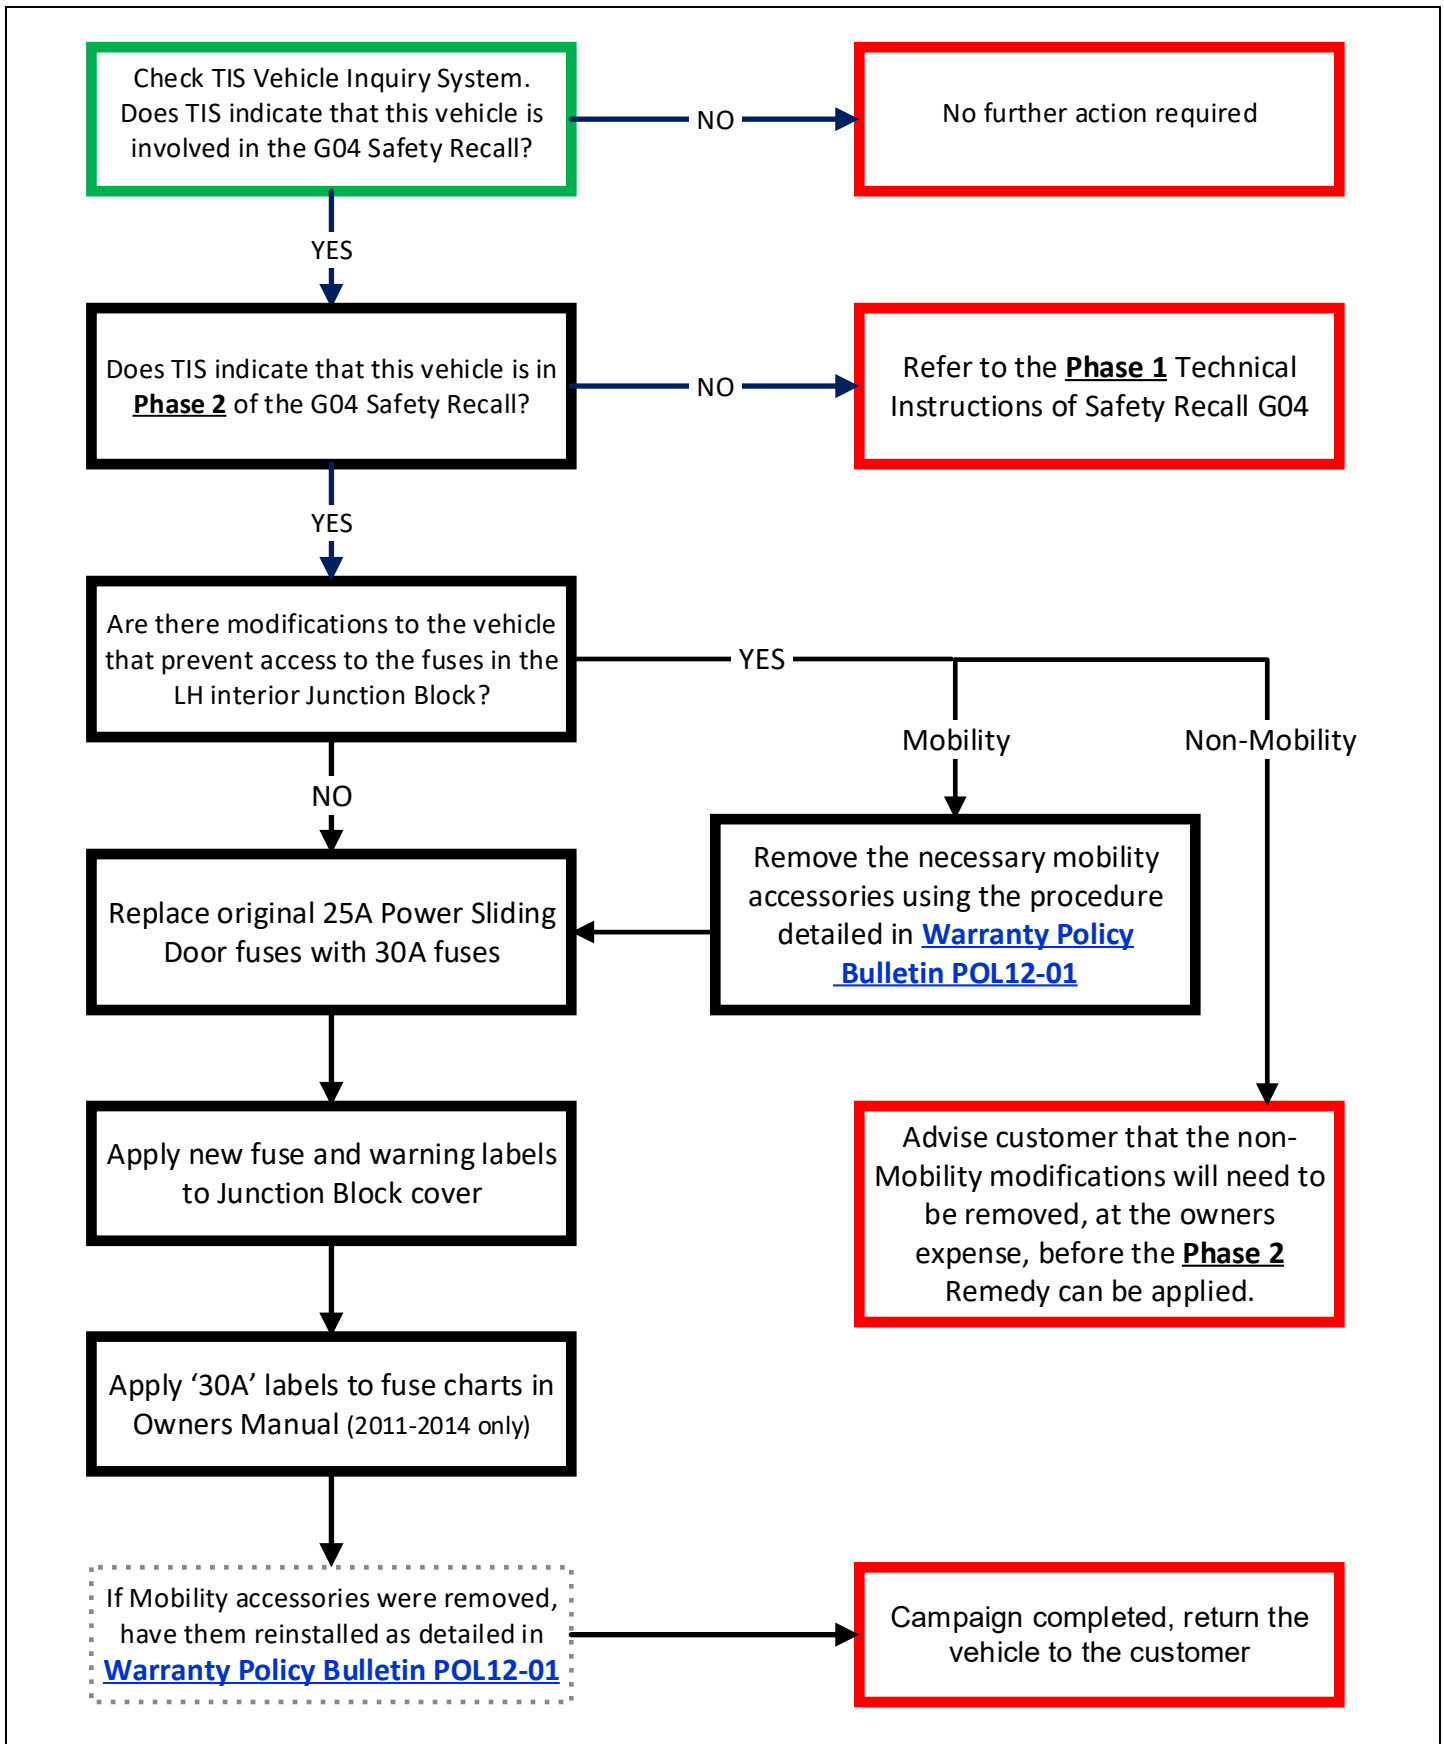 Check TIS Vehicle Inquiry System.
Does TIS indicate that this vehicle is
involved in the G04 Safety Recall?
NO
No further action required
YES
Does TIS indicate that this vehicle is in
Phase 2 of the G04 Safety Recall?
NO
Refer to the Phase 1 Technical
Instructions of Safety Recall G04
YES
Are there modifications to the vehicle
that prevent access to the fuses in the
LH interior Junction Block?
YES
Mobility
Non-Mobility
NO
Remove the necessary mobility
accessories using the procedure
detailed in Warranty Policy
Bulletin POL12-01
Replace original 25A Power Sliding
Door fuses with 30A fuses
Apply new fuse and warning labels
to Junction Block cover
Advise customer that the non-
Mobility modifications will need to
be removed, at the owners
expense, before the Phase 2
Remedy can be applied.
Apply ‘30A’ labels to fuse charts in
Owners Manual (2011-2014 only)
If Mobility accessories were removed,
have them reinstalled as detailed in
Warranty Policy Bulletin POL12-01
Campaign completed, return the
vehicle to the customer